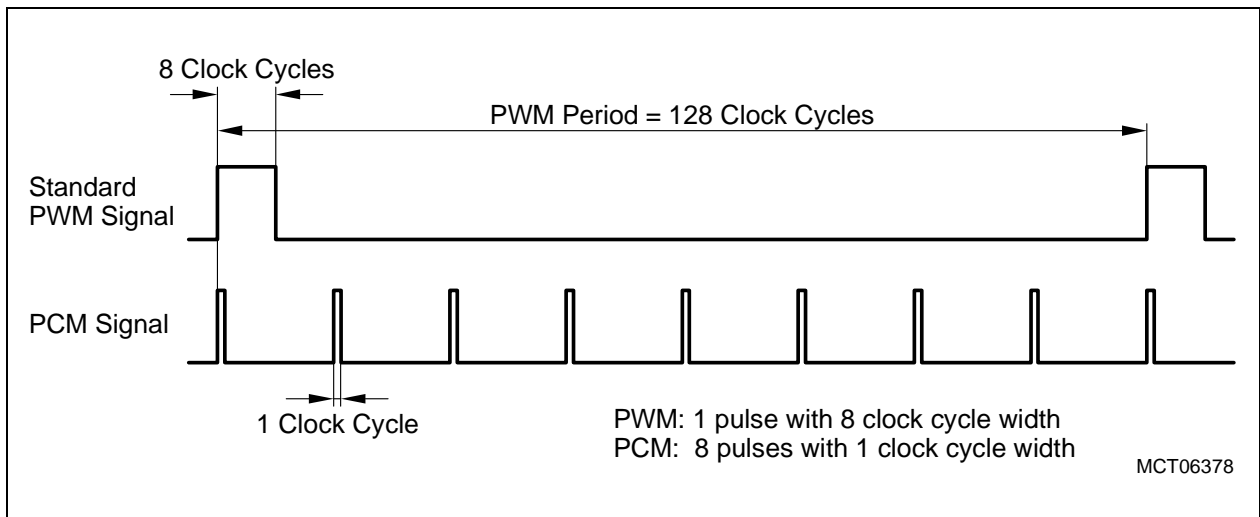 8 Clock Cycles
PWM Period = 128 Clock Cycles
Standard
PWM Signal
PCM Signal
1 Clock Cycle
PWM: 1 pulse with 8 clock cycle width
PCM: 8 pulses with 1 clock cycle width
MCT06378